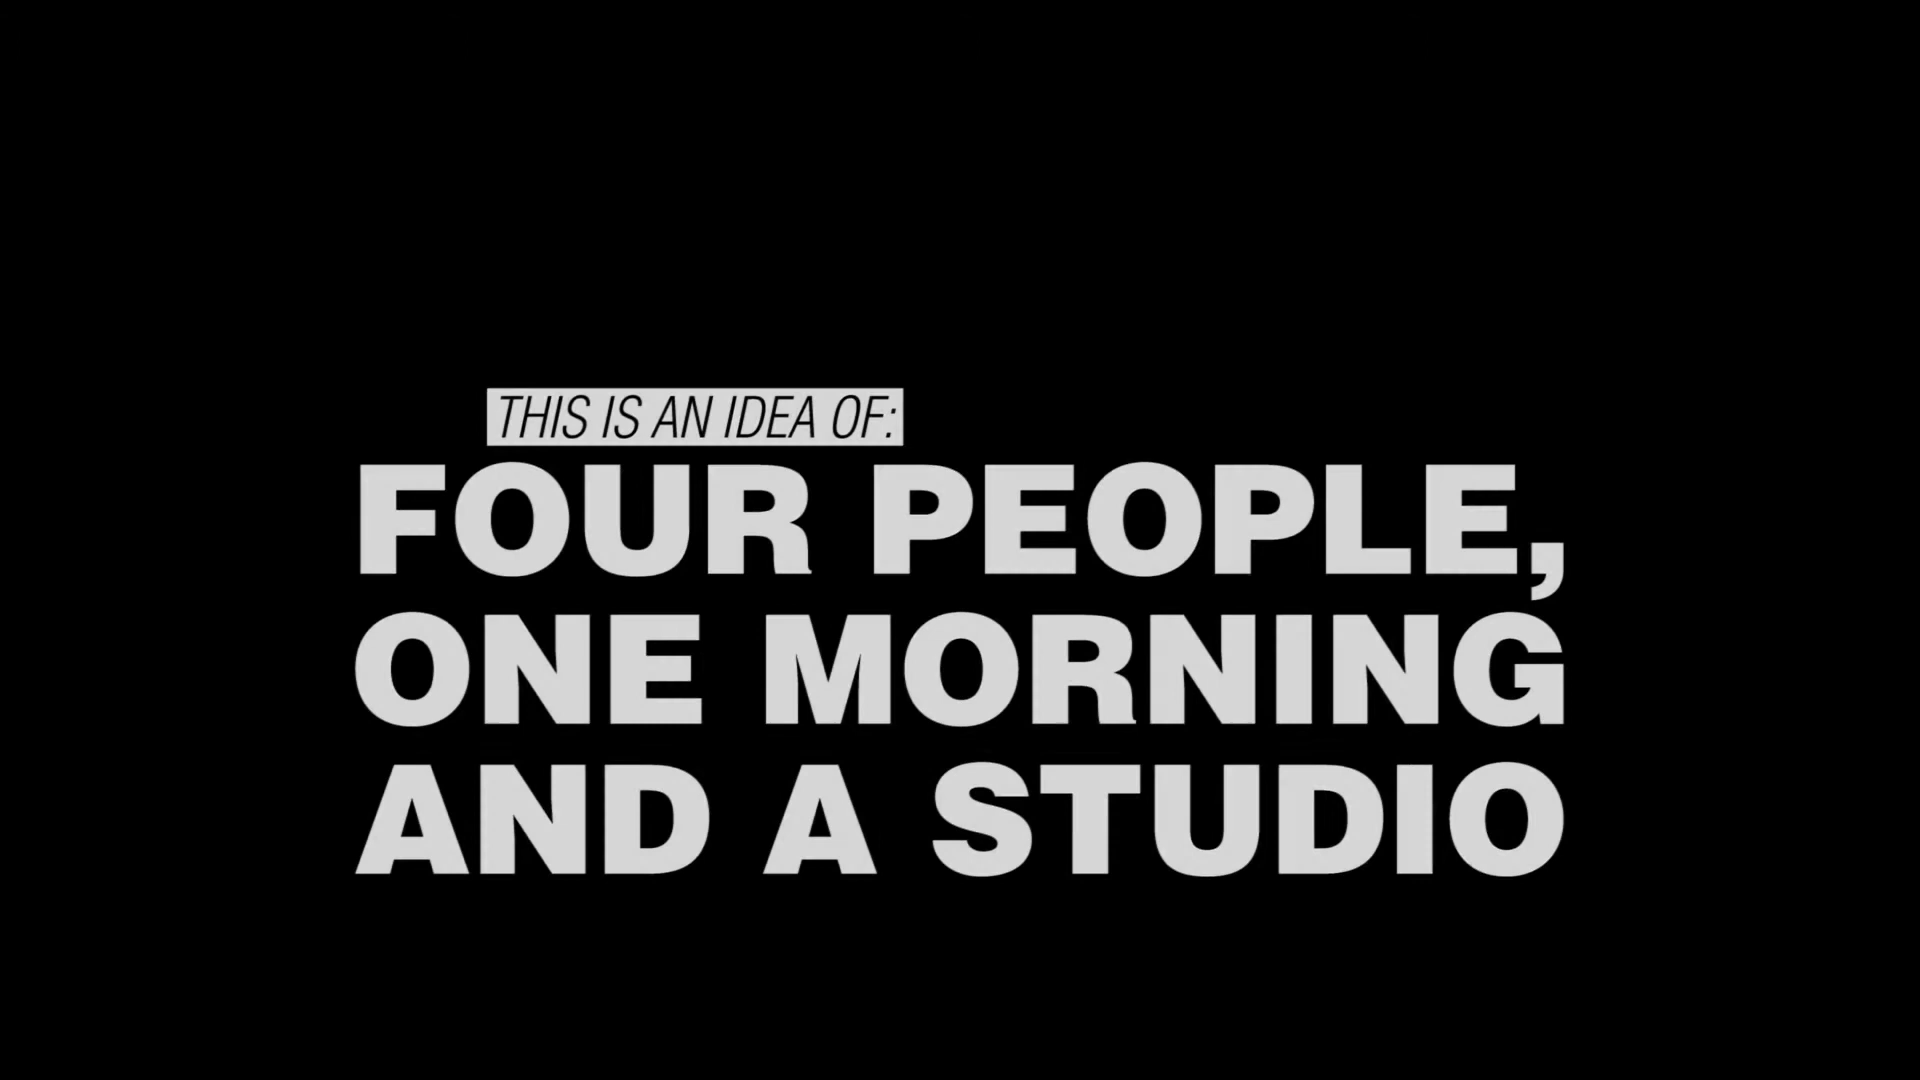 THIS IS AN IDEA OF:
FOUR PEOPLE,
ONE MORNING
AND A STUDIO